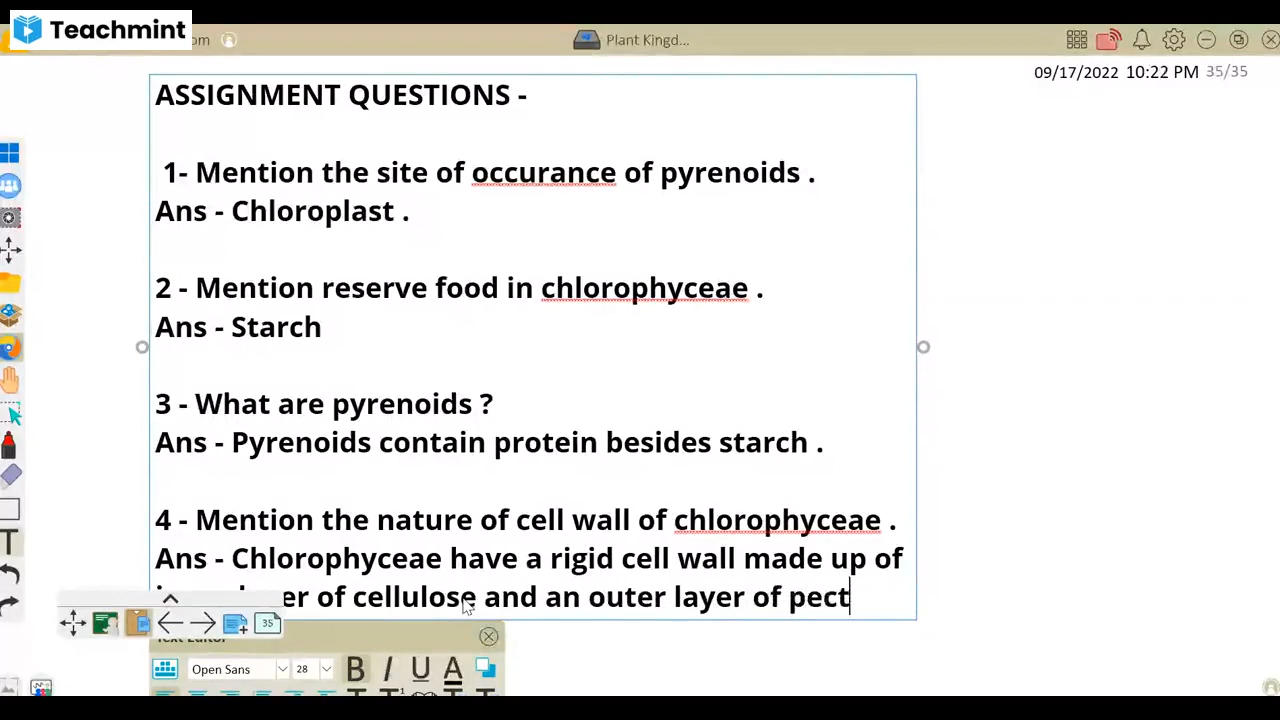 Teachmint
om
Plant Kingd...
09/17/2022 10:22 PM 35/35
ASSIGNMENT QUESTIONS -
1- Mention the site of occurance of pyrenoids .
Ans - Chloroplast .
2 - Mention reserve food in chlorophyceae .
Ans - Starch
3 - What are pyrenoids ?
Ans - Pyrenoids contain protein besides starch .
4 - Mention the nature of cell wall of chlorophyceae .
Ans - Chlorophyceae have a rigid cell wall made up of
er of cellulose and an outer layer of pect
35
Text Editor
Open Sans 28 B I U A